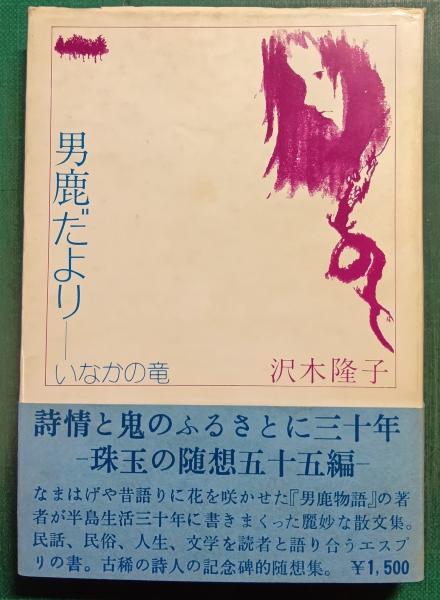 男鹿だより―
いなかの竜
沢木隆子
詩情と鬼のふるさとに三十年
-珠玉の随想五十五編-
なまはげや昔語りに花を咲かせた『男鹿物語』の著
者が半島生活三十年に書きまくった麗妙な散文集。
民話、民俗、人生、文学を読者と語り合うエスプ
リの書。古稀の詩人の記念碑的随想集。 ￥1,500